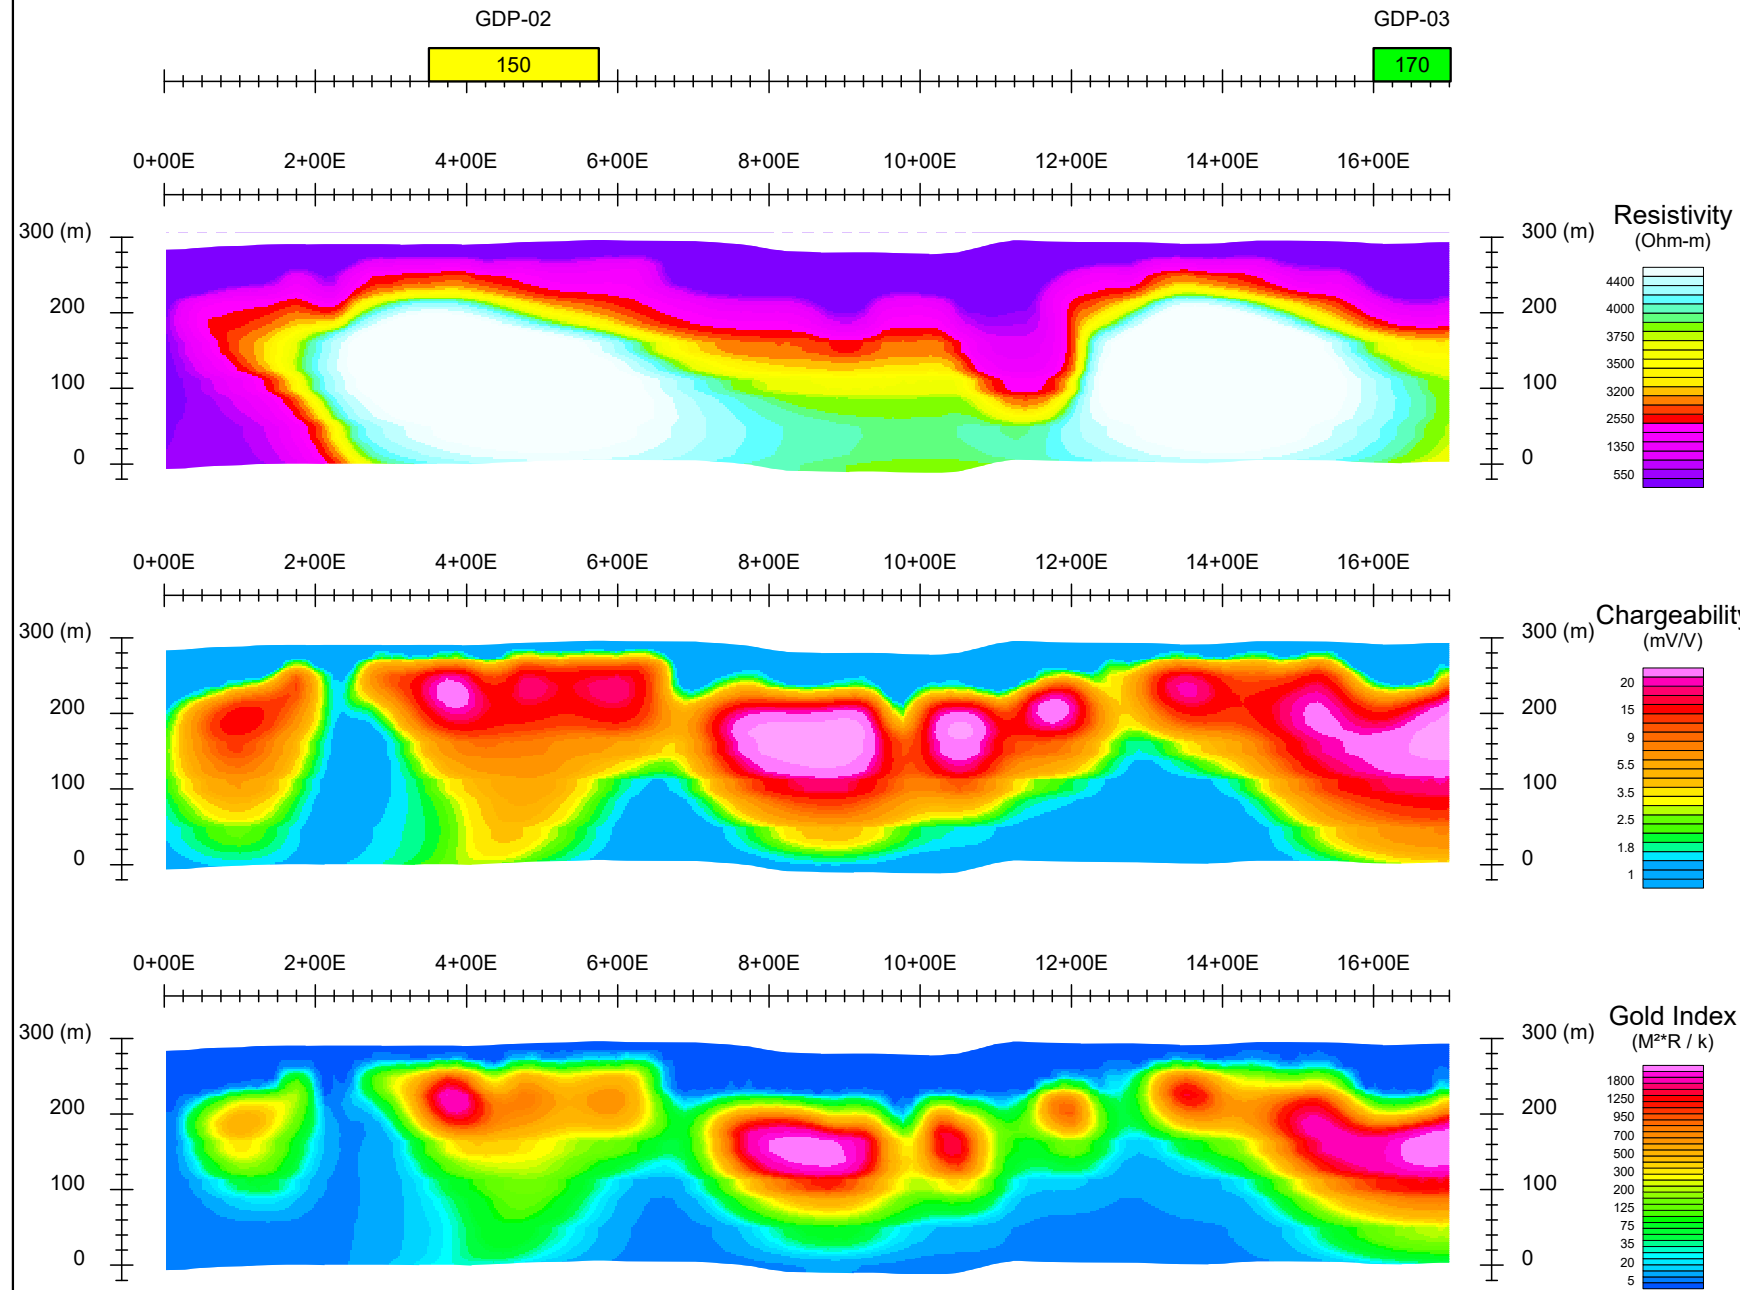 GDP-02 GDP-03
150 170
0+00E 2+00E 4+00E 6+00E 8+00E 10+00E 12+00E 14+00E 16+00E
Resistivity
(Ohm-m)
300 (m) 300 (m)
200 200
100 100
0 0
4400
4000
3750
3500
3200
2550
1350
550
0+00E 2+00E 4+00E 6+00E 8+00E 10+00E 12+00E 14+00E 16+00E
Chargeability
(mV/V)
300 (m) 300 (m)
200 200
100 100
0 0
20
15
9
5.5
3.5
2.5
1.8
1
0+00E 2+00E 4+00E 6+00E 8+00E 10+00E 12+00E 14+00E 16+00E
Gold Index
(M²*R / k)
300 (m) 300 (m)
200 200
100 100
0 0
1800
1250
950
700
500
300
200
125
75
35
20
5